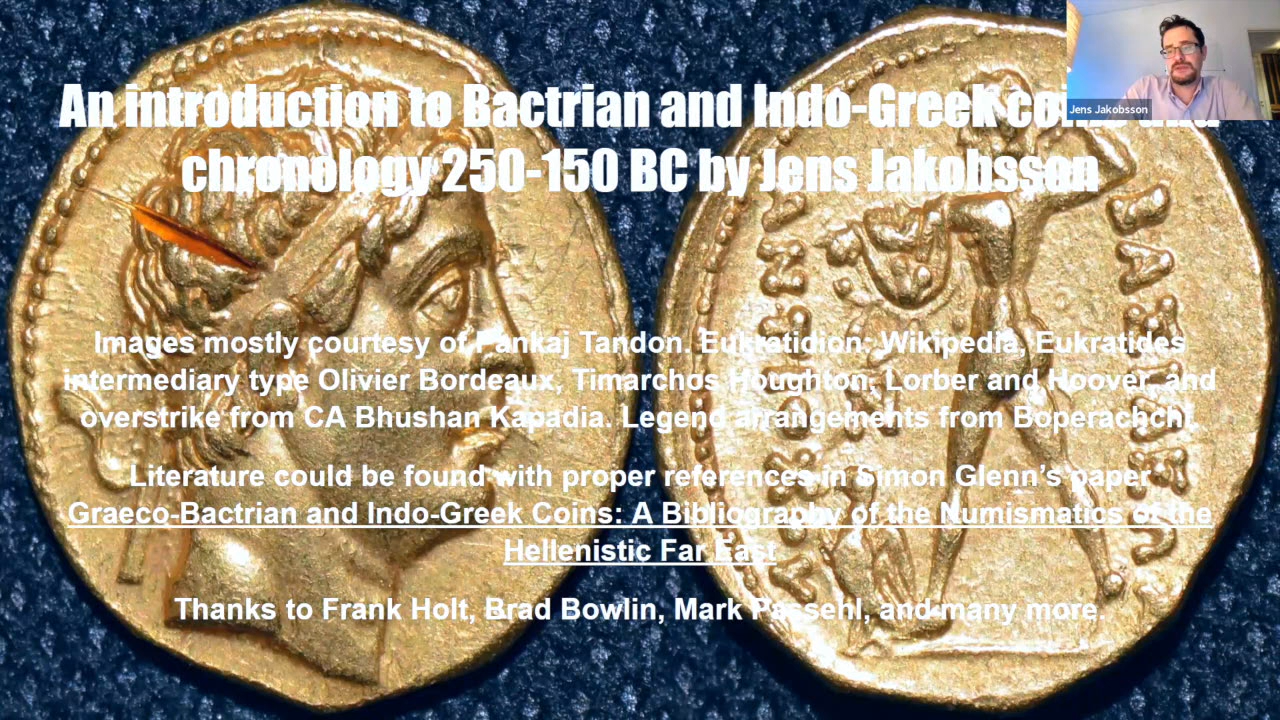 An introduction to Bactrian and Indo-Greek coins and
Jens Jakobsson
chronology 250-150 BC by Jens Jakobsson
Images mostly courtesy of Pankaj Tandon. Eukratidion: Wikipedia, Eukratides
intermediary type Olivier Bordeaux, Timarchos Houghton, Lorber and Hoover, and
overstrike from CA Bhushan Kapadia. Legend arrangements from Boperachchi.
Literature could be found with proper references in Simon Glenn's paper
Graeco-Bactrian and Indo-Greek Coins: A Bibliography of the Numismatics of the
Hellenistic Far East
Thanks to Frank Holt, Brad Bowlin, Mark Passehl, and many more.